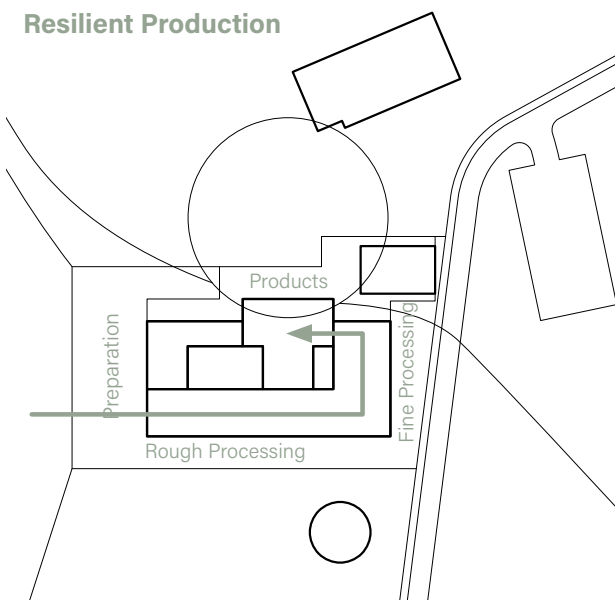 Resilient Production
Products
Preparation
Fine Processing
Rough Processing